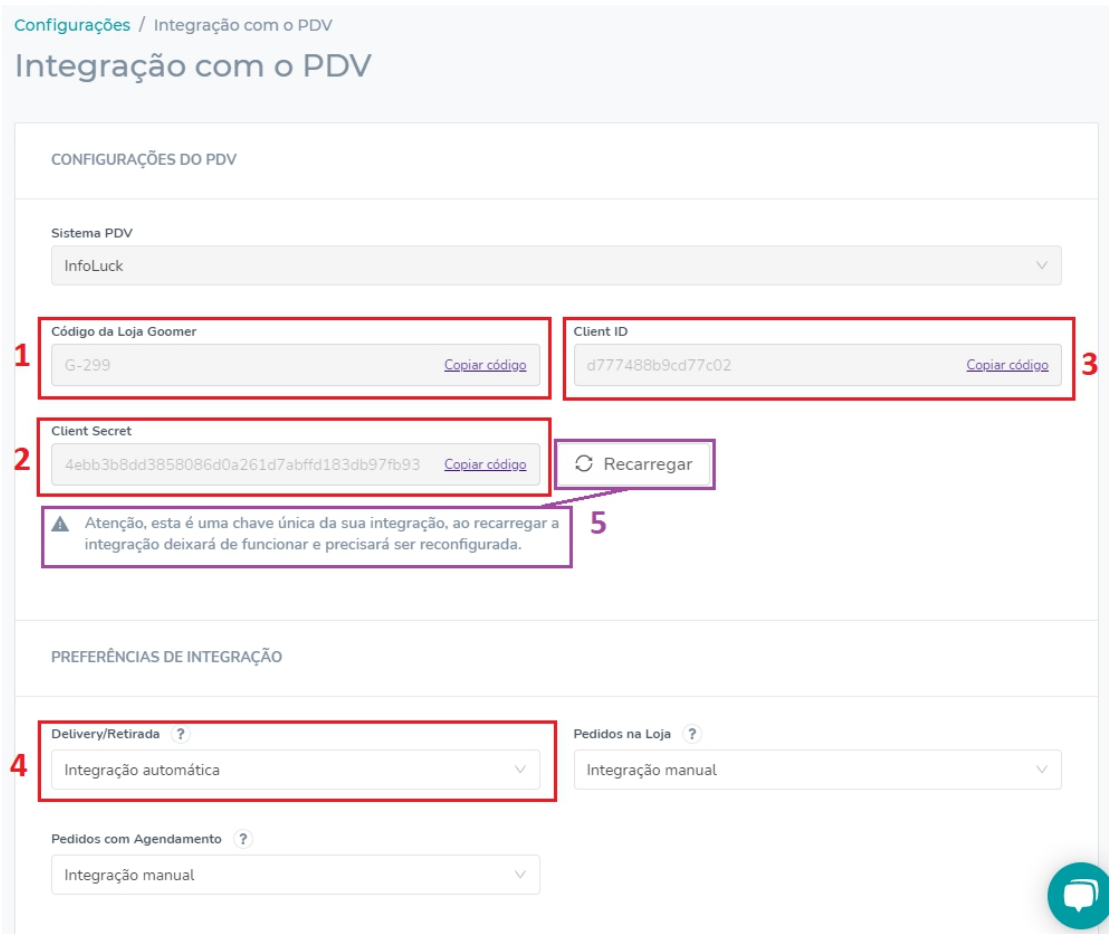 Configurações / Integração com o PDV
Integração com o PDV
CONFIGURAÇÕES DO PDV
Sistema PDV
InfoLuck
1
Código da Loja Goomer
G-299 Copiar código
Client ID
d777488b9cd77c02 Copiar código
3
2
Client Secret
4ebb3b8dd3858086d0a261d7abffd183db97fb93 Copiar código
Recarregar
Atenção, esta é uma chave única da sua integração, ao recarregar a
integração deixará de funcionar e precisará ser reconfigurada.
5
PREFERÊNCIAS DE INTEGRAÇÃO
4
Delivery/Retirada ?
Integração automática
Pedidos na Loja ?
Integração manual
Pedidos com Agendamento ?
Integração manual